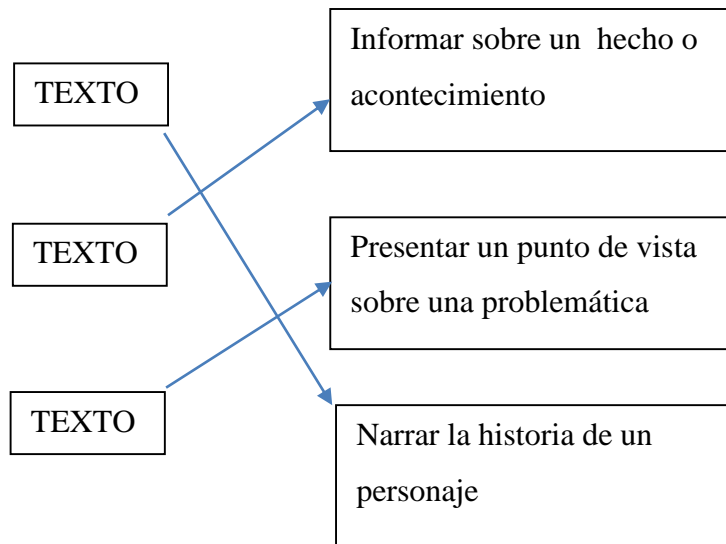 Informar sobre un hecho o
acontecimiento
TEXTO
TEXTO
Presentar un punto de vista
sobre una problemática
TEXTO
Narrar la historia de un
personaje